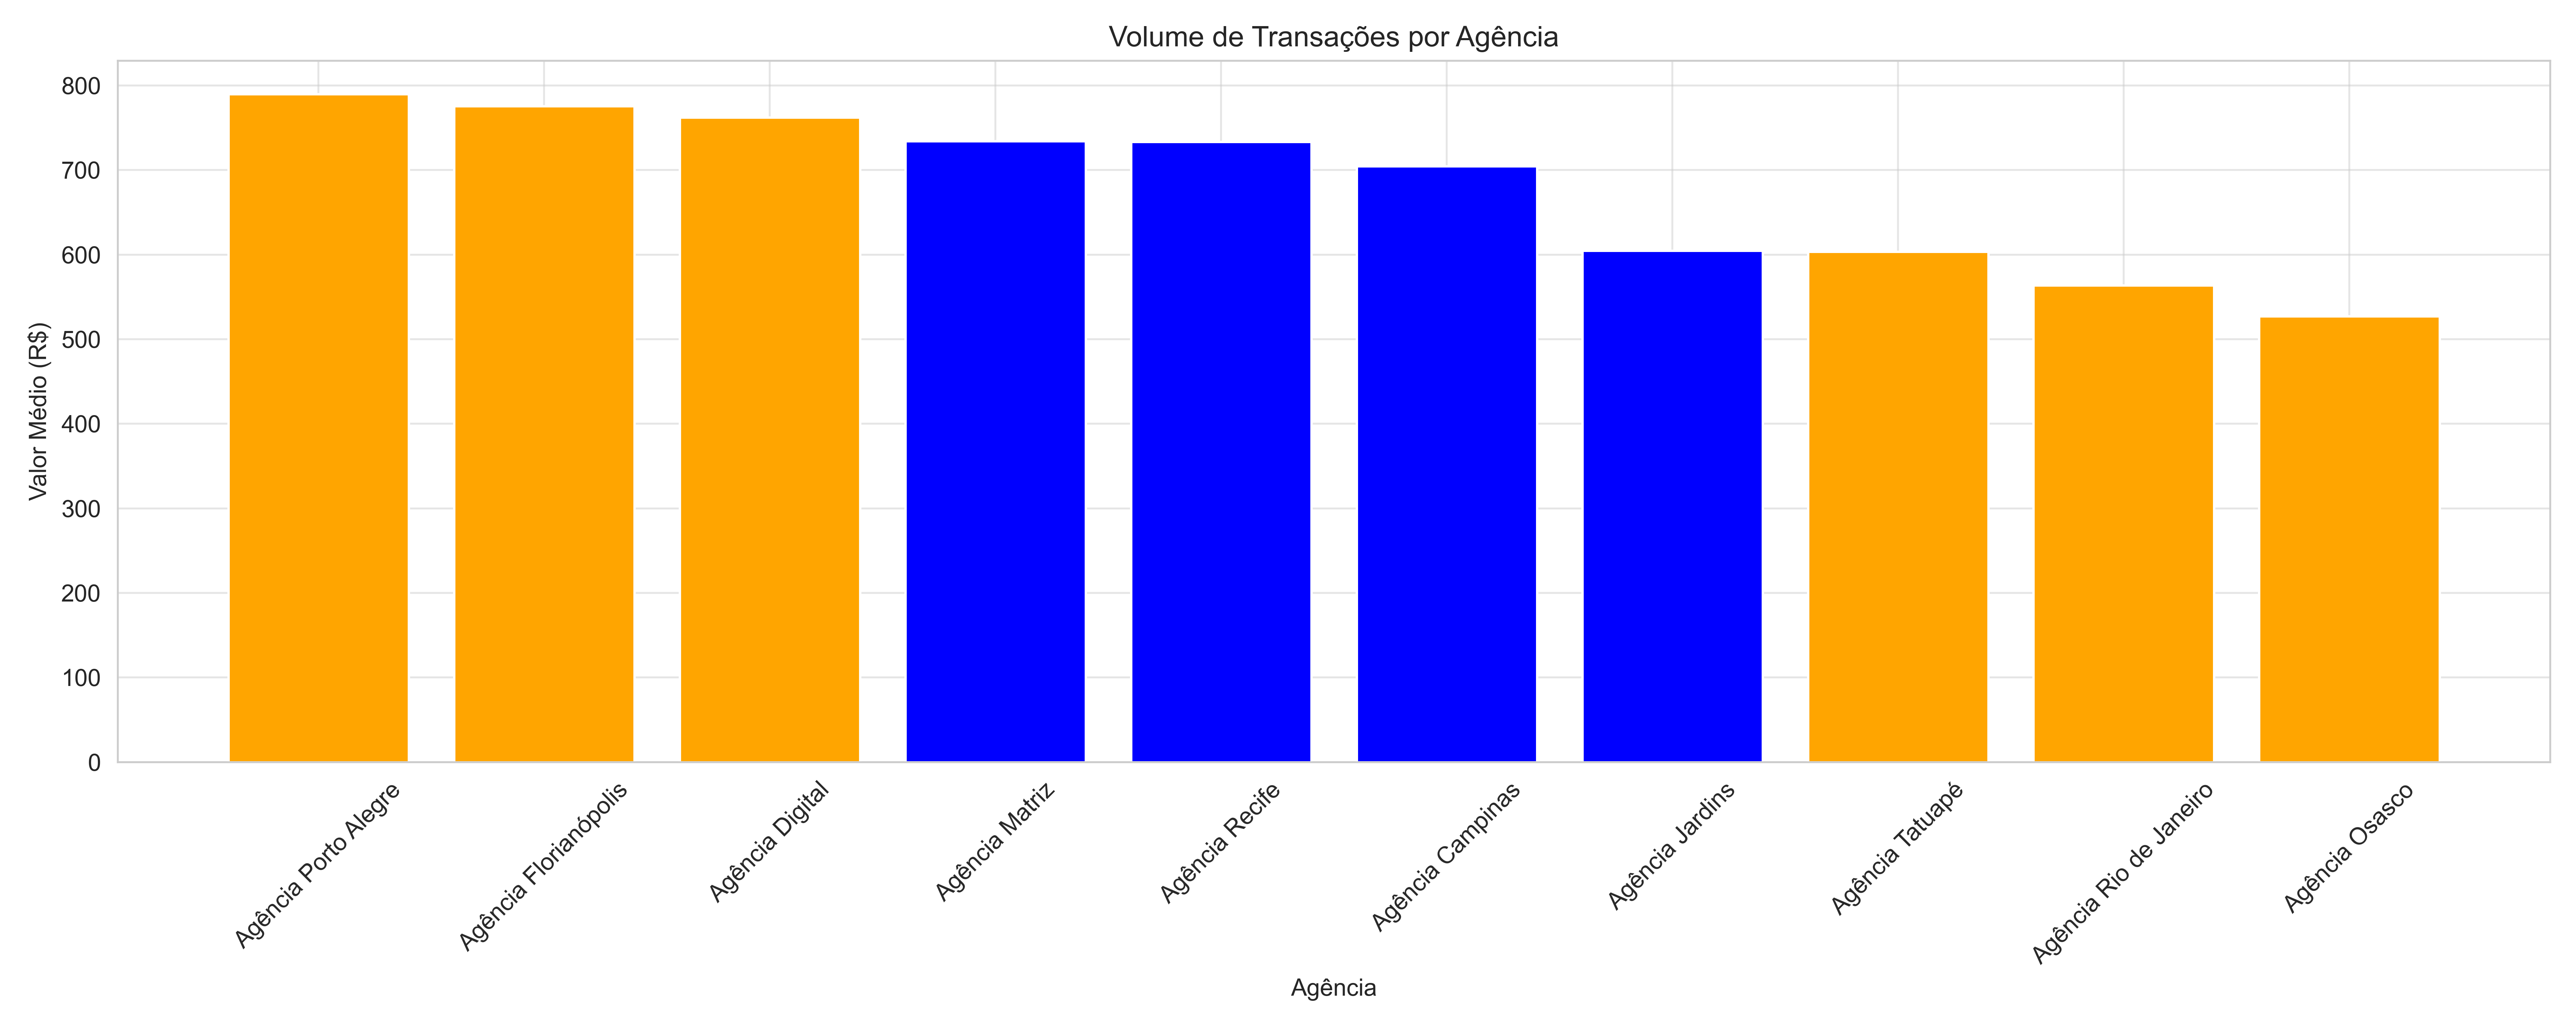 Volume de Transações por Agência
Valor Médio (R$)
800
700
600
500
400
300
200
100
0
Agência Porto Alegre
Agência Florianópolis
Agência Digital
Agência Matriz
Agência Recife
Agência Campinas
Agência Jardins
Agência Tatuapé
Agência Rio de Janeiro
Agência Osasco
Agência